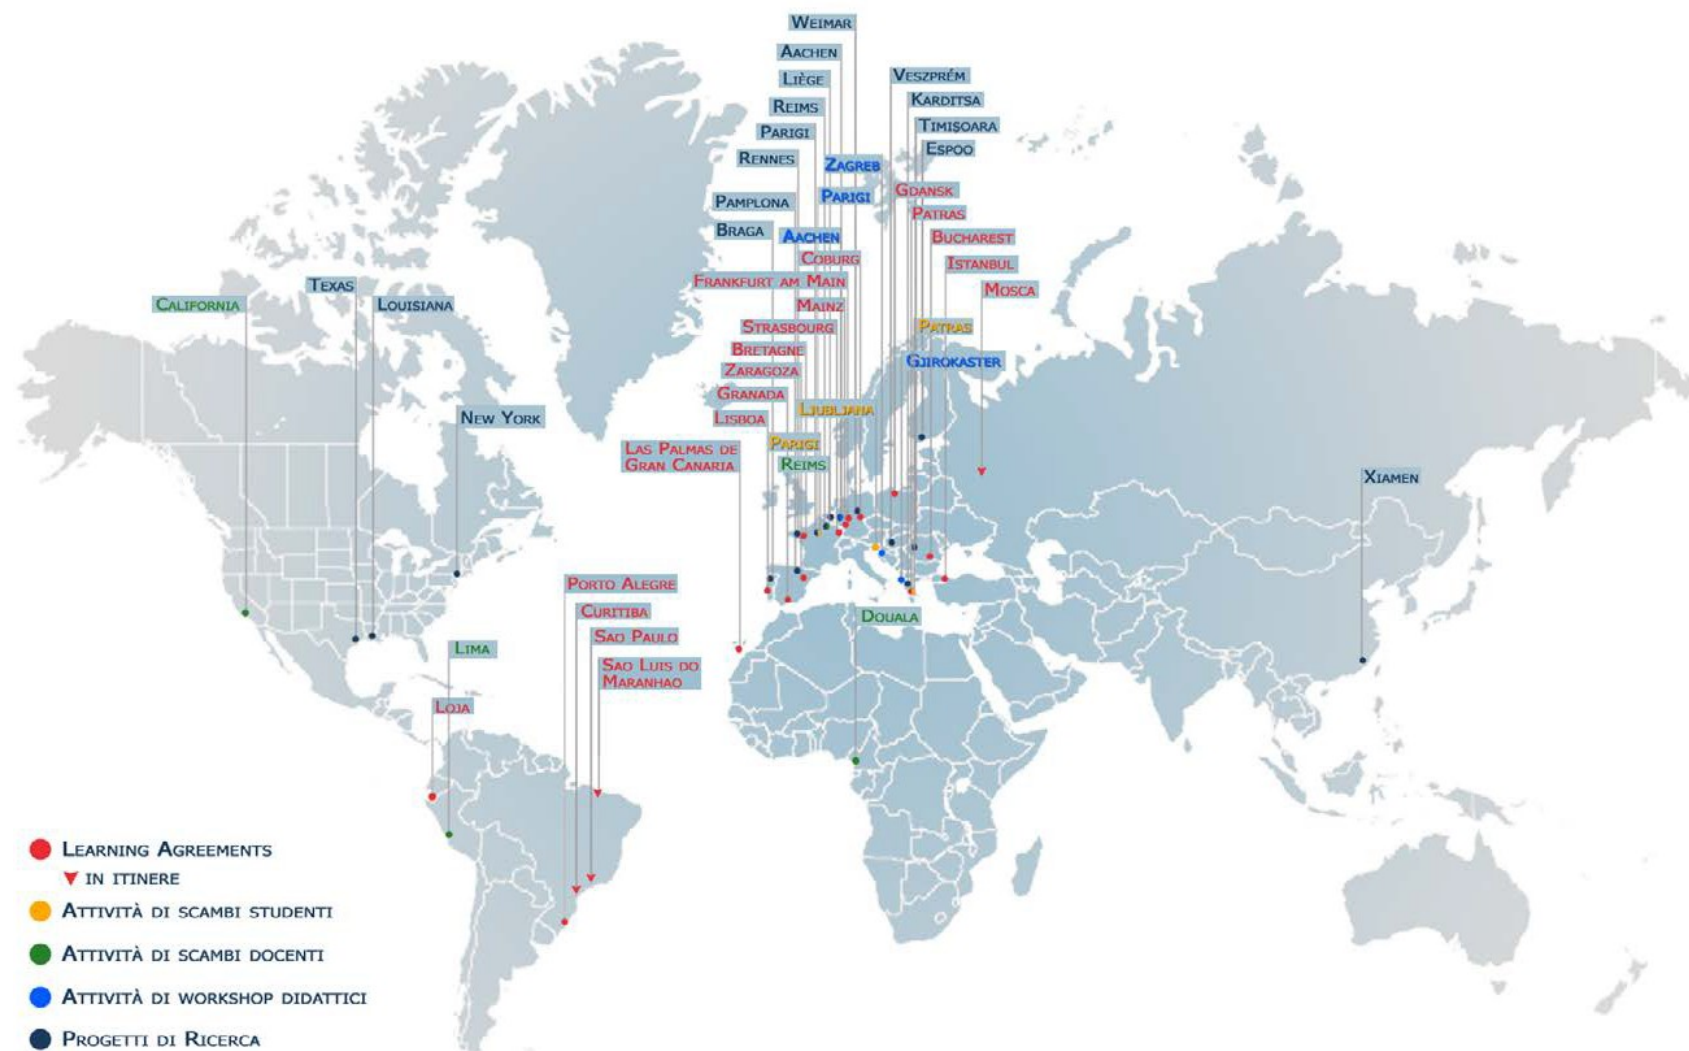 Weimar
Aachen
Liège
Reims
Parigi
Rennes
Pamplona
Braga
Veszprém
Karditsa
Timişoara
Espoo
Zagreb
Parigi
Aachen
Gdansk
Patras
Bucharest
Istanbul
Mosca
Coburg
Frankfurt am Main
Mainz
Strasbourg
Bretagne
Zaragoza
Granada
Lisboa
Patras
Gjirokaster
Ljubljana
Parigi
Reims
Las Palmas de
Gran Canaria
California
Texas
Louisiana
New York
Xiamen
Porto Alegre
Curitiba
Sao Paulo
Sao Luis do
Maranhao
Lima
Loja
Douala
Learning Agreements
in itinere
Attività di scambi studenti
Attività di scambi docenti
Attività di workshop didattici
Progetti di Ricerca